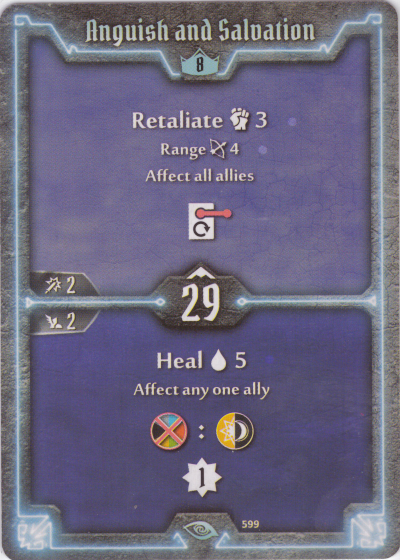 Anguish and Salvation
8
Retaliate 3
Range 4
Affect all allies
2
29
2
Heal 5
Affect any one ally
:
1
599